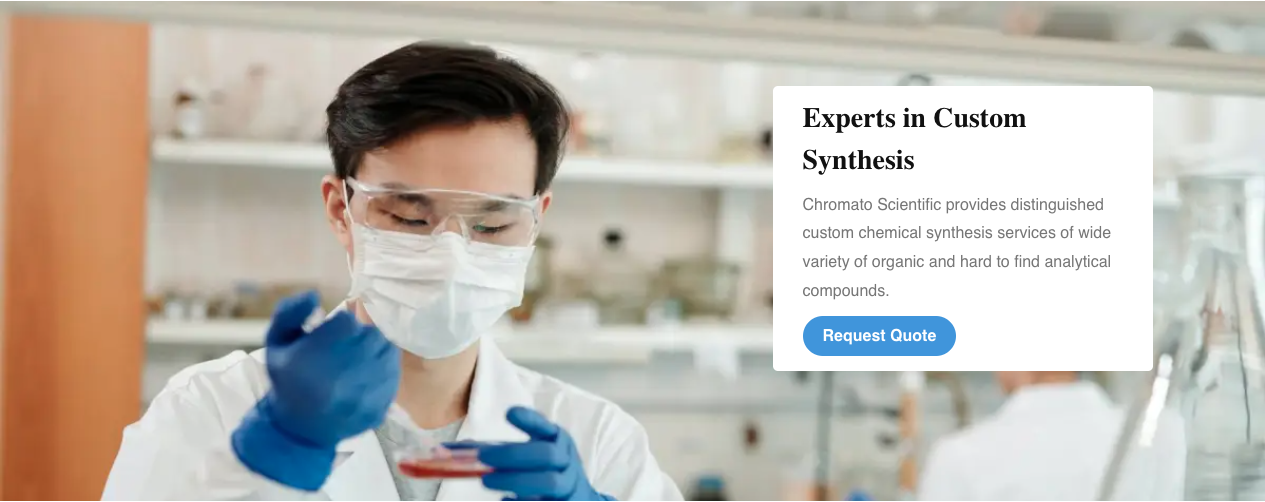 Experts in Custom
Synthesis
Chromato Scientific provides distinguished
custom chemical synthesis services of wide
variety of organic and hard to find analytical
compounds.
Request Quote